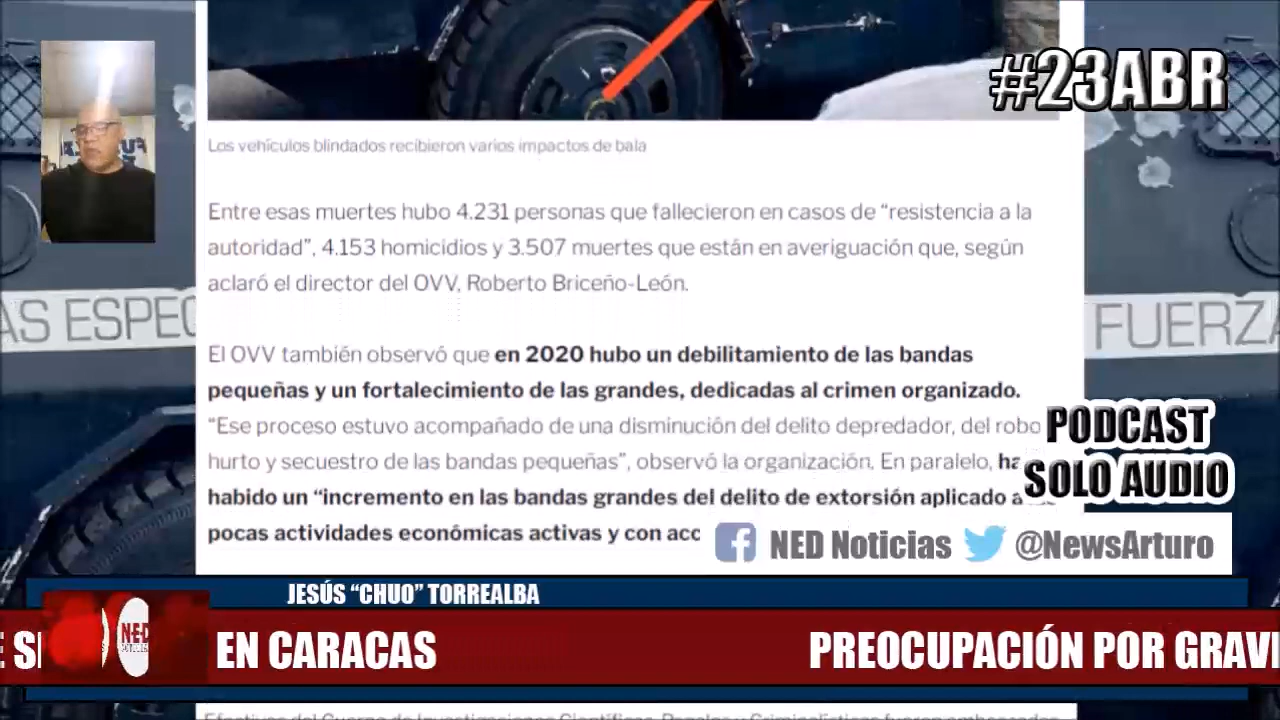 #23ABR
Los vehículos blindados recibieron varios impactos de bala
Entre esas muertes hubo 4.231 personas que fallecieron en casos de “resistencia a la
autoridad”, 4.153 homicidios y 3.507 muertes que están en averiguación que, según
aclaró el director del OVV, Roberto Briceño-León.
AS ESPEC
FUERZA
El OVV también observó que en 2020 hubo un debilitamiento de las bandas
pequeñas y un fortalecimiento de las grandes, dedicadas al crimen organizado.
“Ese proceso estuvo acompañado de una disminución del delito depredador, del robo
hurto y secuestro de las bandas pequeñas”, observó la organización. En paralelo, ha
habido un “incremento en las bandas grandes del delito de extorsión aplicado a
pocas actividades económicas activas y con acc
PODCAST
SOLO AUDIO
NED Noticias @NewsArturo
JESÚS “CHUO” TORREALBA
NED
E SI EN CARACAS PREOCUPACIÓN POR GRAVE